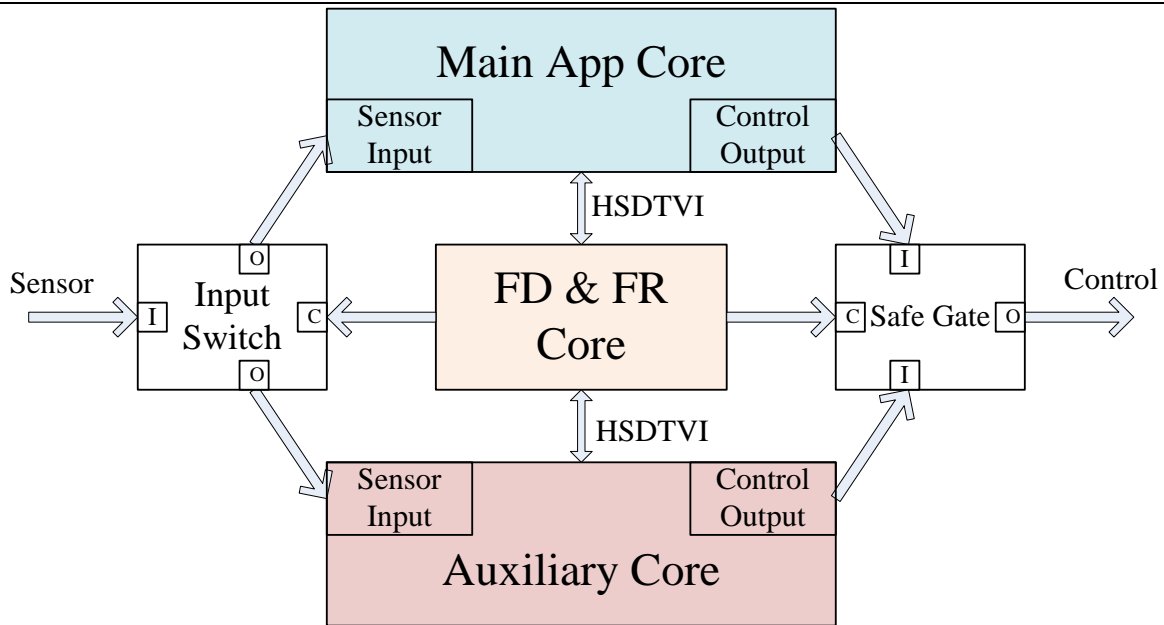 Main App Core
Sensor
Input
Control
Output
HSDTVI
Sensor
I
O
Input
Switch
C
O
FD & FR
Core
I
C
Safe Gate
O
I
Control
HSDTVI
Sensor
Input
Control
Output
Auxiliary Core